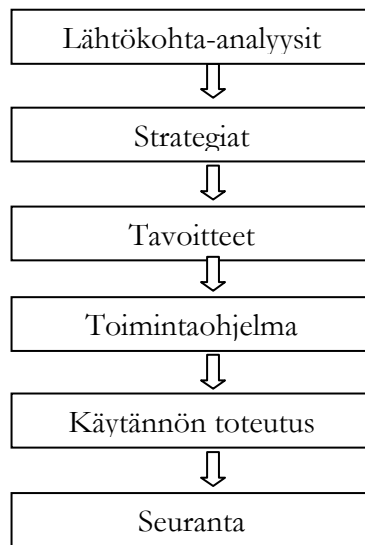 Lähtökohta-analyysit
Strategiat
Tavoitteet
Toimintaohjelma
Käytännön toteutus
Seuranta